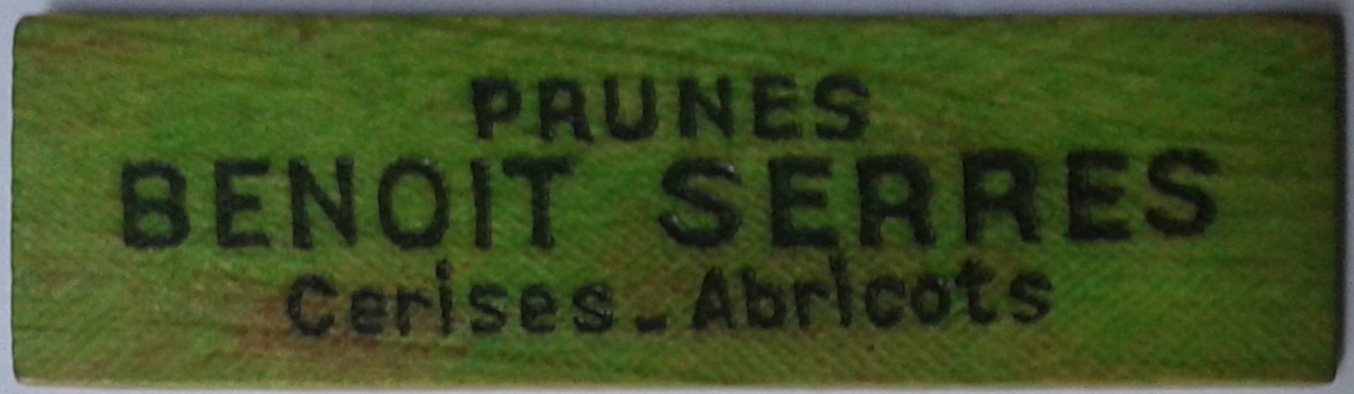 PRUNES
BENOIT SERRES
Cerises - Abricots